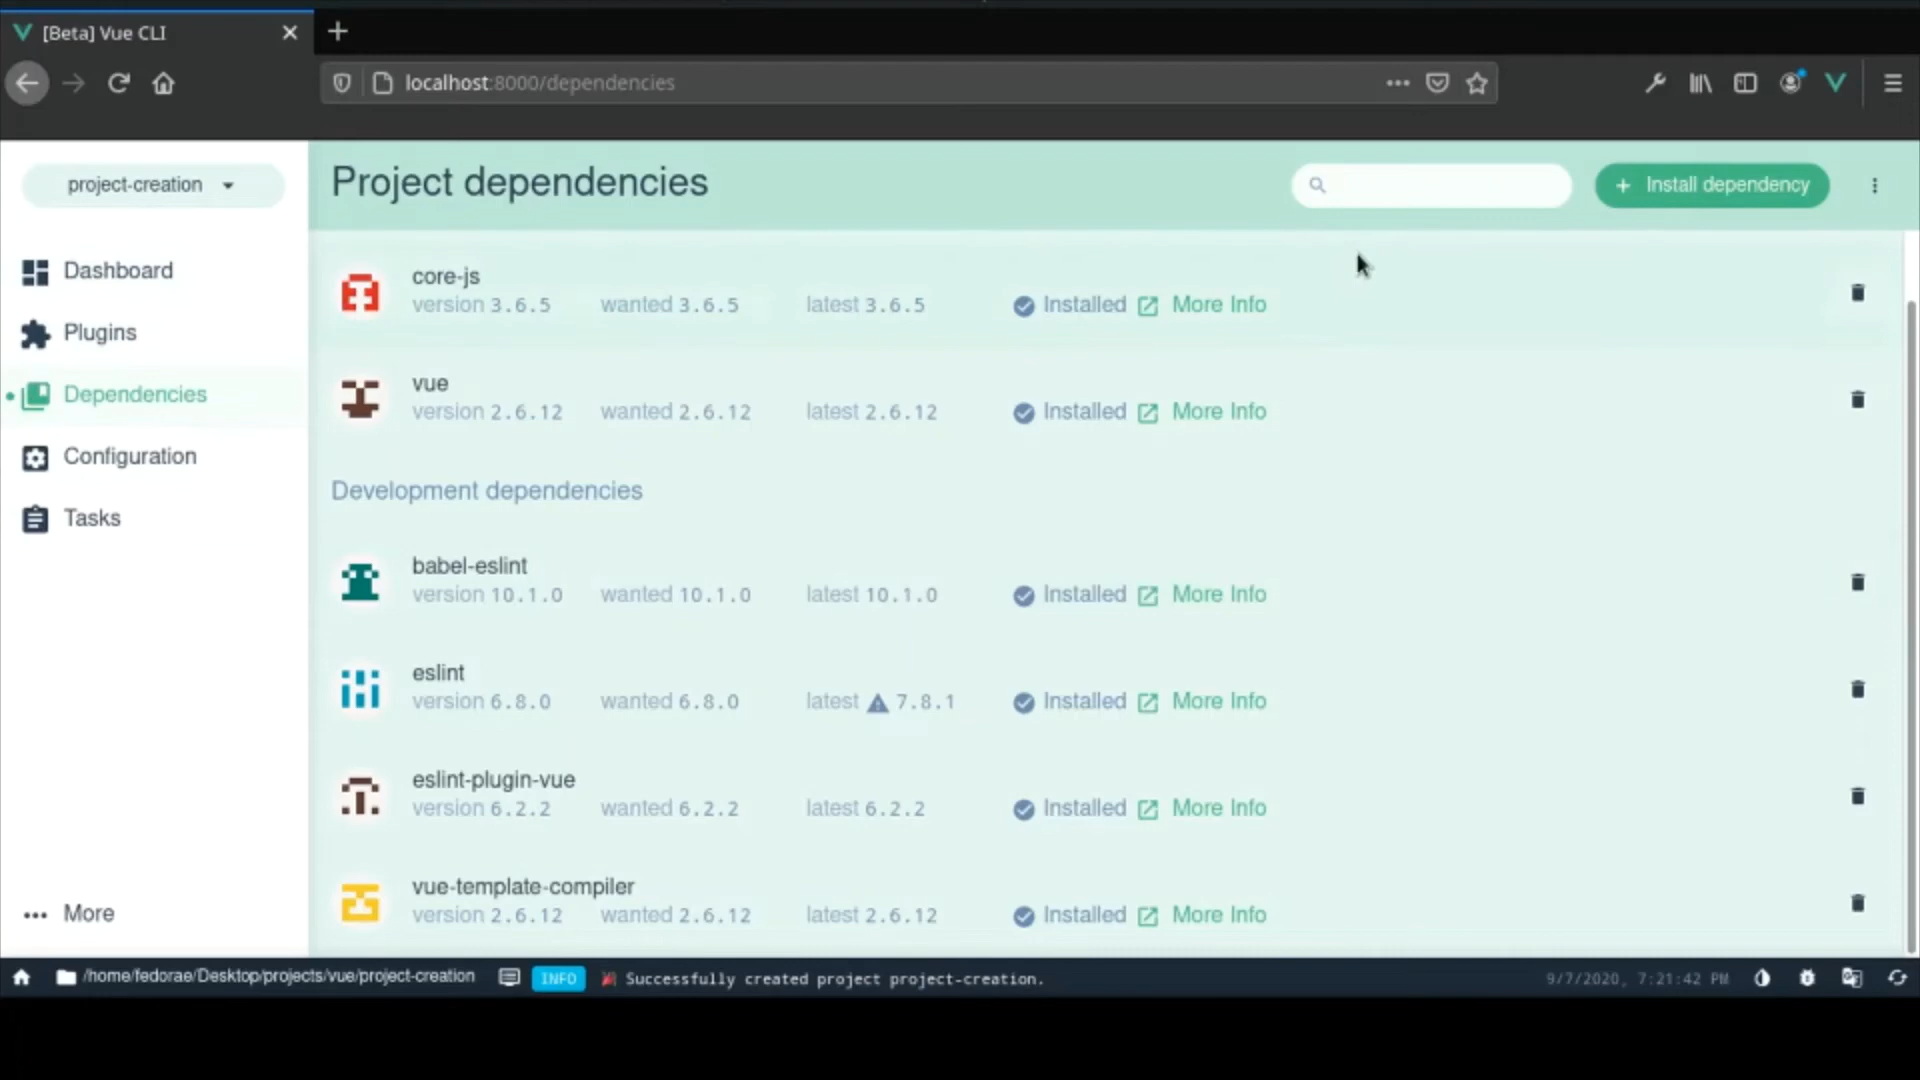 [Beta] Vue CLI
localhost:8000/dependencies
project-creation
Project dependencies
Install dependency
Dashboard
Plugins
Dependencies
Configuration
Tasks
More
core-js
version 3.6.5 wanted 3.6.5 latest 3.6.5 Installed More Info
vue
version 2.6.12 wanted 2.6.12 latest 2.6.12 Installed More Info
Development dependencies
babel-eslint
version 10.1.0 wanted 10.1.0 latest 10.1.0 Installed More Info
eslint
version 6.8.0 wanted 6.8.0 latest 7.8.1 Installed More Info
eslint-plugin-vue
version 6.2.2 wanted 6.2.2 latest 6.2.2 Installed More Info
vue-template-compiler
version 2.6.12 wanted 2.6.12 latest 2.6.12 Installed More Info
/home/fedorae/Desktop/projects/vue/project-creation INFO Successfully created project project-creation. 9/7/2020, 7:21:42 PM